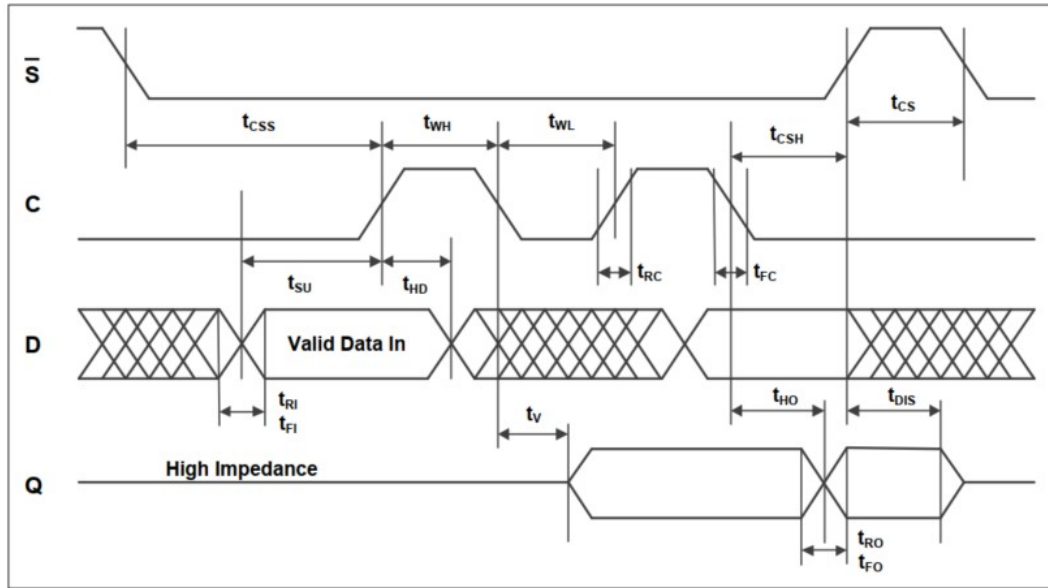 S̅
tCSS
tWH
tWL
tCSH
tCS
C
tSU
tHD
tRC
tFC
D
Valid Data In
tRI
tFI
tV
tHO
tDIS
Q
High Impedance
tRO
tFO